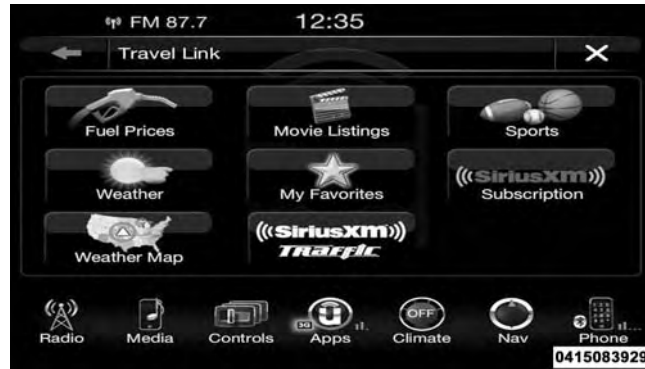 FM 87.7 12:35
Travel Link
Fuel Prices Movie Listings Sports
Weather My Favorites ((SiriusXM)) Subscription
Weather Map ((SiriusXM)) Traffic
OFF
3G
Radio Media Controls Apps Climate Nav Phone
0415083929